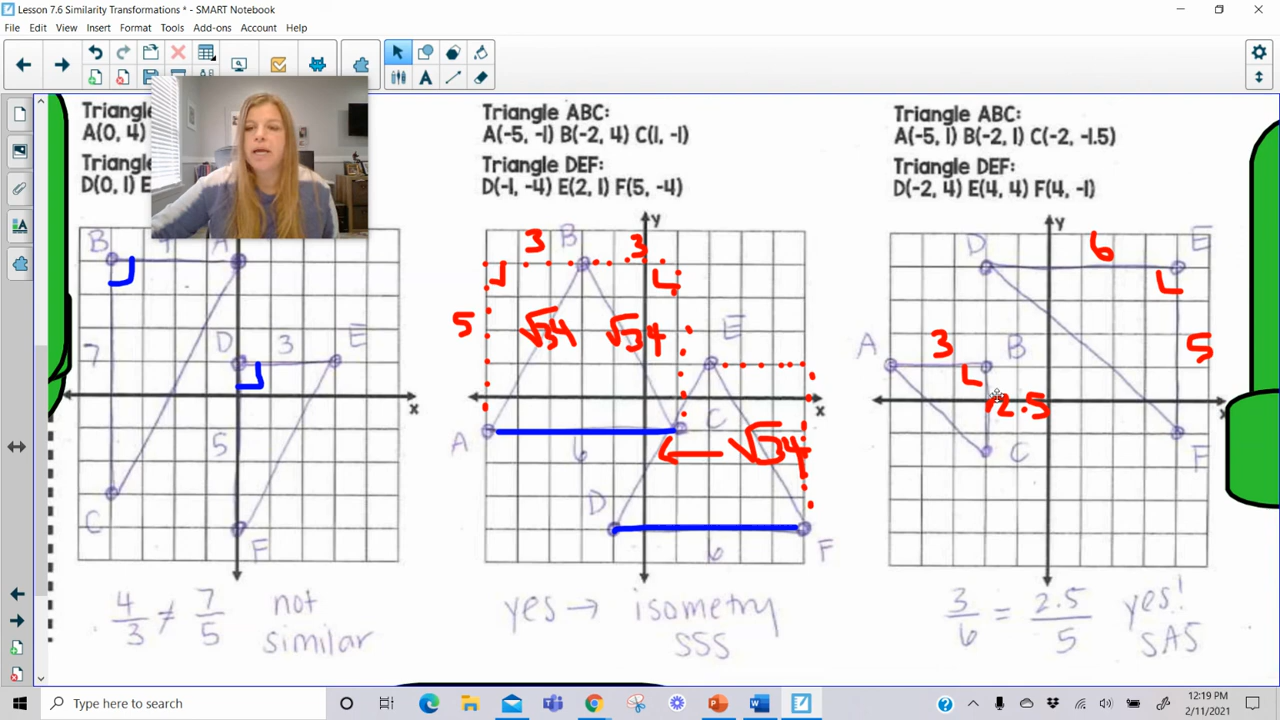 Lesson 7.6 Similarity Transformations * - SMART Notebook
File Edit View Insert Format Tools Add-ons Account Help
A(0, 4)
D(0, 1) E
B
A
D 3 E
7
5
C
F
4/3 ≠ 7/5 not
similar
Triangle ABC:
A(-5, -1) B(-2, 4) C(1, -1)
Triangle DEF:
D(-1, -4) E(2, 1) F(5, -4)
y
3 B 3
5 √34 √34 E
x
A C
6 ← √34
D
6 F
yes → isometry
SSS
Triangle ABC:
A(-5, 1) B(-2, 1) C(-2, -1.5)
Triangle DEF:
D(-2, 4) E(4, 4) F(4, -1)
y
D 6 E
A 3 B 5
2.5
C F
3/6 = 2.5/5 yes!
SAS
Type here to search
12:19 PM
2/11/2021